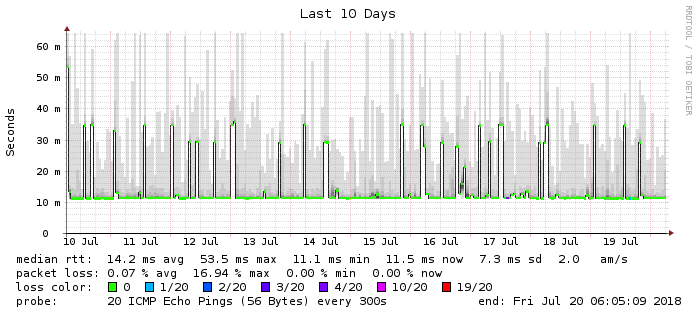 Last 10 Days
RRDTOOL / TOBI OETIKER
Seconds
60 m
50 m
40 m
30 m
20 m
10 m
0
10 Jul 11 Jul 12 Jul 13 Jul 14 Jul 15 Jul 16 Jul 17 Jul 18 Jul 19 Jul
median rtt: 14.2 ms avg 53.5 ms max 11.1 ms min 11.5 ms now 7.3 ms sd 2.0 am/s
packet loss: 0.07 % avg 16.94 % max 0.00 % min 0.00 % now
loss color: 0 1/20 2/20 3/20 4/20 10/20 19/20
probe: 20 ICMP Echo Pings (56 Bytes) every 300s end: Fri Jul 20 06:05:09 2018